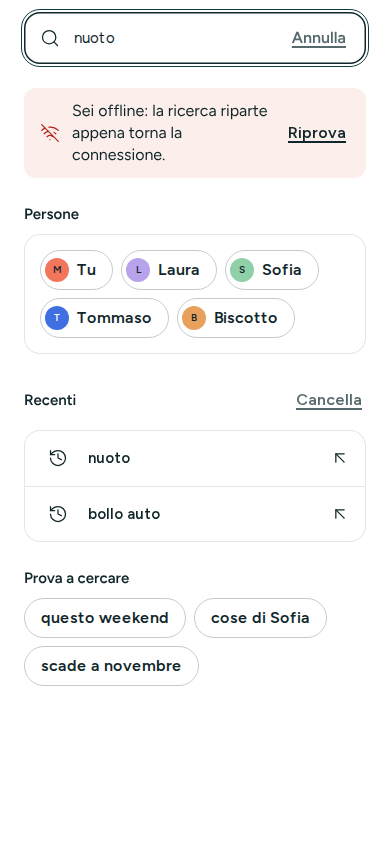 nuoto Annulla
Sei offline: la ricerca riparte
appena torna la
connessione.
Riprova
Persone
M Tu L Laura S Sofia
T Tommaso B Biscotto
Recenti Cancella
nuoto
bollo auto
Prova a cercare
questo weekend cose di Sofia
scade a novembre